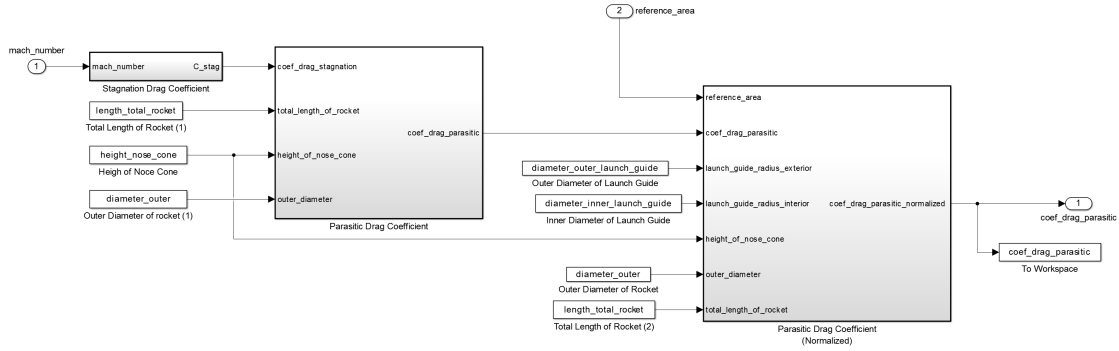 2
reference_area
mach_number
1
mach_number
C_stag
Stagnation Drag Coefficient
length_total_rocket
Total Length of Rocket (1)
height_nose_cone
Heigh of Noce Cone
diameter_outer
Outer Diameter of rocket (1)
coef_drag_stagnation
total_length_of_rocket
coef_drag_parasitic
height_of_nose_cone
outer_diameter
Parasitic Drag Coefficient
diameter_outer_launch_guide
Outer Diameter of Launch Guide
diameter_inner_launch_guide
Inner Diameter of Launch Guide
diameter_outer
Outer Diameter of Rocket
length_total_rocket
Total Length of Rocket (2)
reference_area
coef_drag_parasitic
launch_guide_radius_exterior
launch_guide_radius_interior
coef_drag_parasitic_normalized
height_of_nose_cone
outer_diameter
total_length_of_rocket
Parasitic Drag Coefficient
(Normalized)
1
coef_drag_parasitic
coef_drag_parasitic
To Workspace